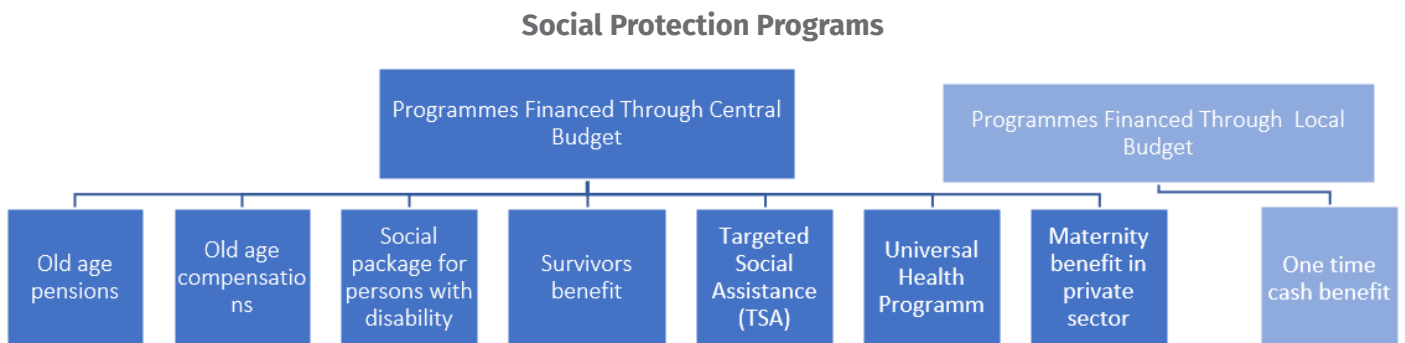 Social Protection Programs
Programmes Financed Through Central
Budget
Programmes Financed Through Local
Budget
Old age
pensions
Old age
compensatio
ns
Social
package for
persons with
disability
Survivors
benefit
Targeted
Social
Assistance
(TSA)
Universal
Health
Programm
Maternity
benefit in
private
sector
One time
cash benefit